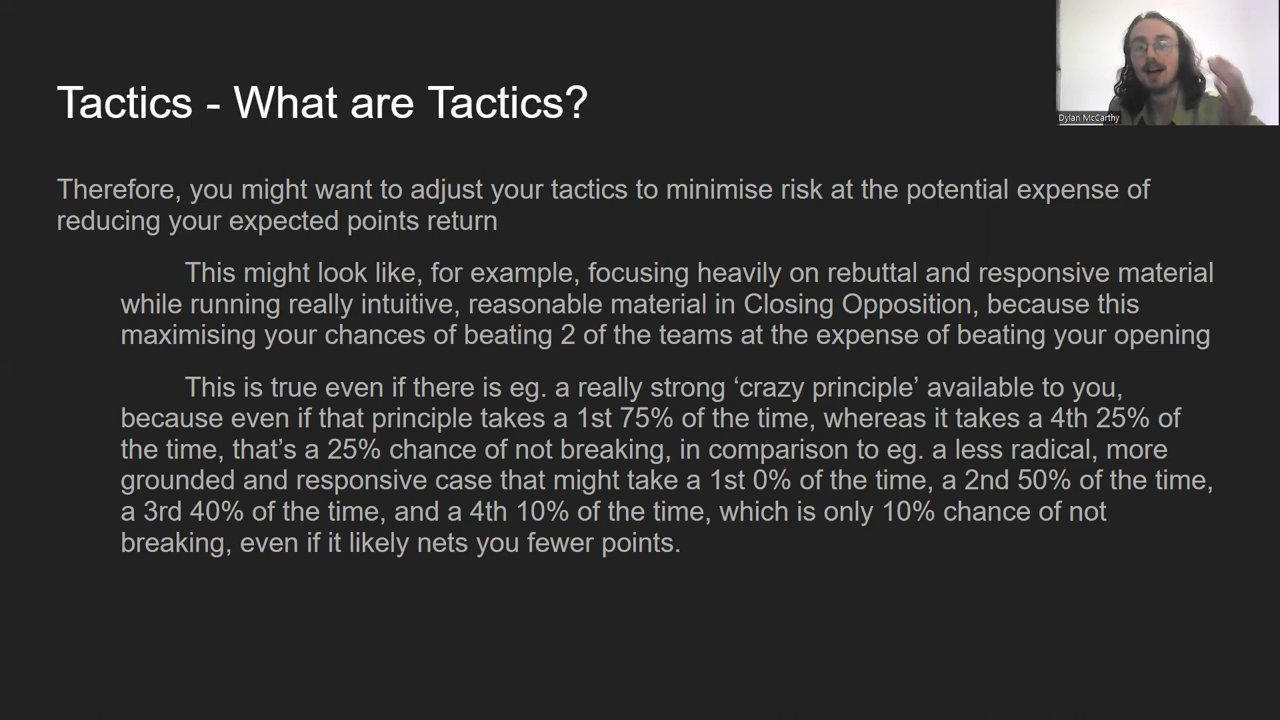 Tactics - What are Tactics?
Dylan McCarthy
Therefore, you might want to adjust your tactics to minimise risk at the potential expense of
reducing your expected points return
This might look like, for example, focusing heavily on rebuttal and responsive material
while running really intuitive, reasonable material in Closing Opposition, because this
maximising your chances of beating 2 of the teams at the expense of beating your opening
This is true even if there is eg. a really strong ‘crazy principle’ available to you,
because even if that principle takes a 1st 75% of the time, whereas it takes a 4th 25% of
the time, that’s a 25% chance of not breaking, in comparison to eg. a less radical, more
grounded and responsive case that might take a 1st 0% of the time, a 2nd 50% of the time,
a 3rd 40% of the time, and a 4th 10% of the time, which is only 10% chance of not
breaking, even if it likely nets you fewer points.